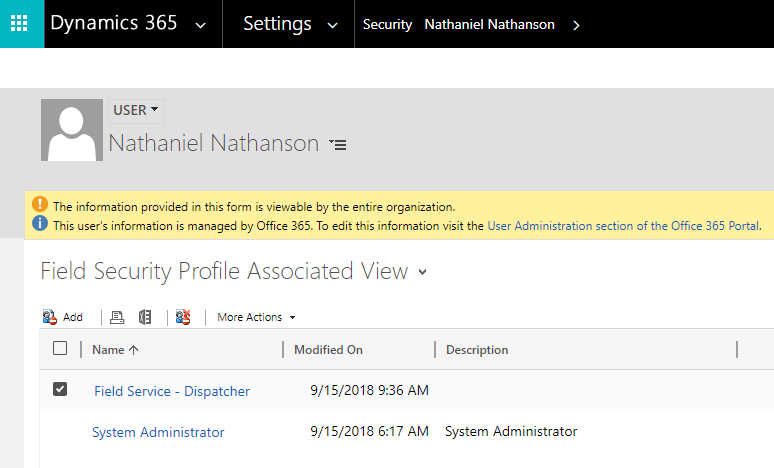 Dynamics 365 Settings Security Nathaniel Nathanson
USER
Nathaniel Nathanson
The information provided in this form is viewable by the entire organization.
This user's information is managed by Office 365. To edit this information visit the User Administration section of the Office 365 Portal.
Field Security Profile Associated View
Add More Actions
Name Modified On Description
Field Service - Dispatcher 9/15/2018 9:36 AM
System Administrator 9/15/2018 6:17 AM System Administrator